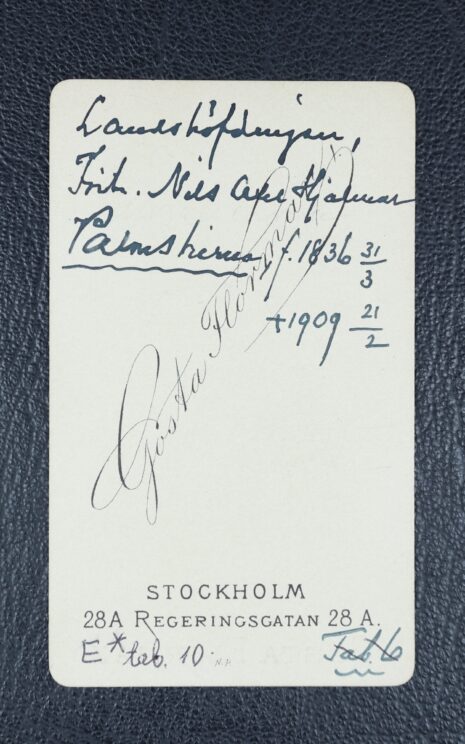 Landshöfdingen,
Frih. Nils Axel Hjalmar
Palmstierna, f. 1836 31/3
+1909 21/2
Gösta Florman
STOCKHOLM
28A REGERINGSGATAN 28 A.
E* tab. 10.
Tab. 6
N.P.